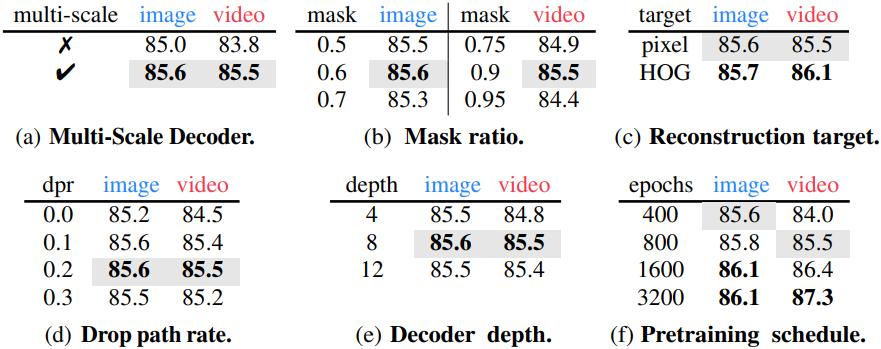 multi-scale image video
✗ 85.0 83.8
✔ 85.6 85.5
(a) Multi-Scale Decoder.
mask image mask video
0.5 85.5 0.75 84.9
0.6 85.6 0.9 85.5
0.7 85.3 0.95 84.4
(b) Mask ratio.
target image video
pixel 85.6 85.5
HOG 85.7 86.1
(c) Reconstruction target.
dpr image video
0.0 85.2 84.5
0.1 85.6 85.4
0.2 85.6 85.5
0.3 85.5 85.2
(d) Drop path rate.
depth image video
4 85.5 84.8
8 85.6 85.5
12 85.5 85.4
(e) Decoder depth.
epochs image video
400 85.6 84.0
800 85.8 85.5
1600 86.1 86.4
3200 86.1 87.3
(f) Pretraining schedule.